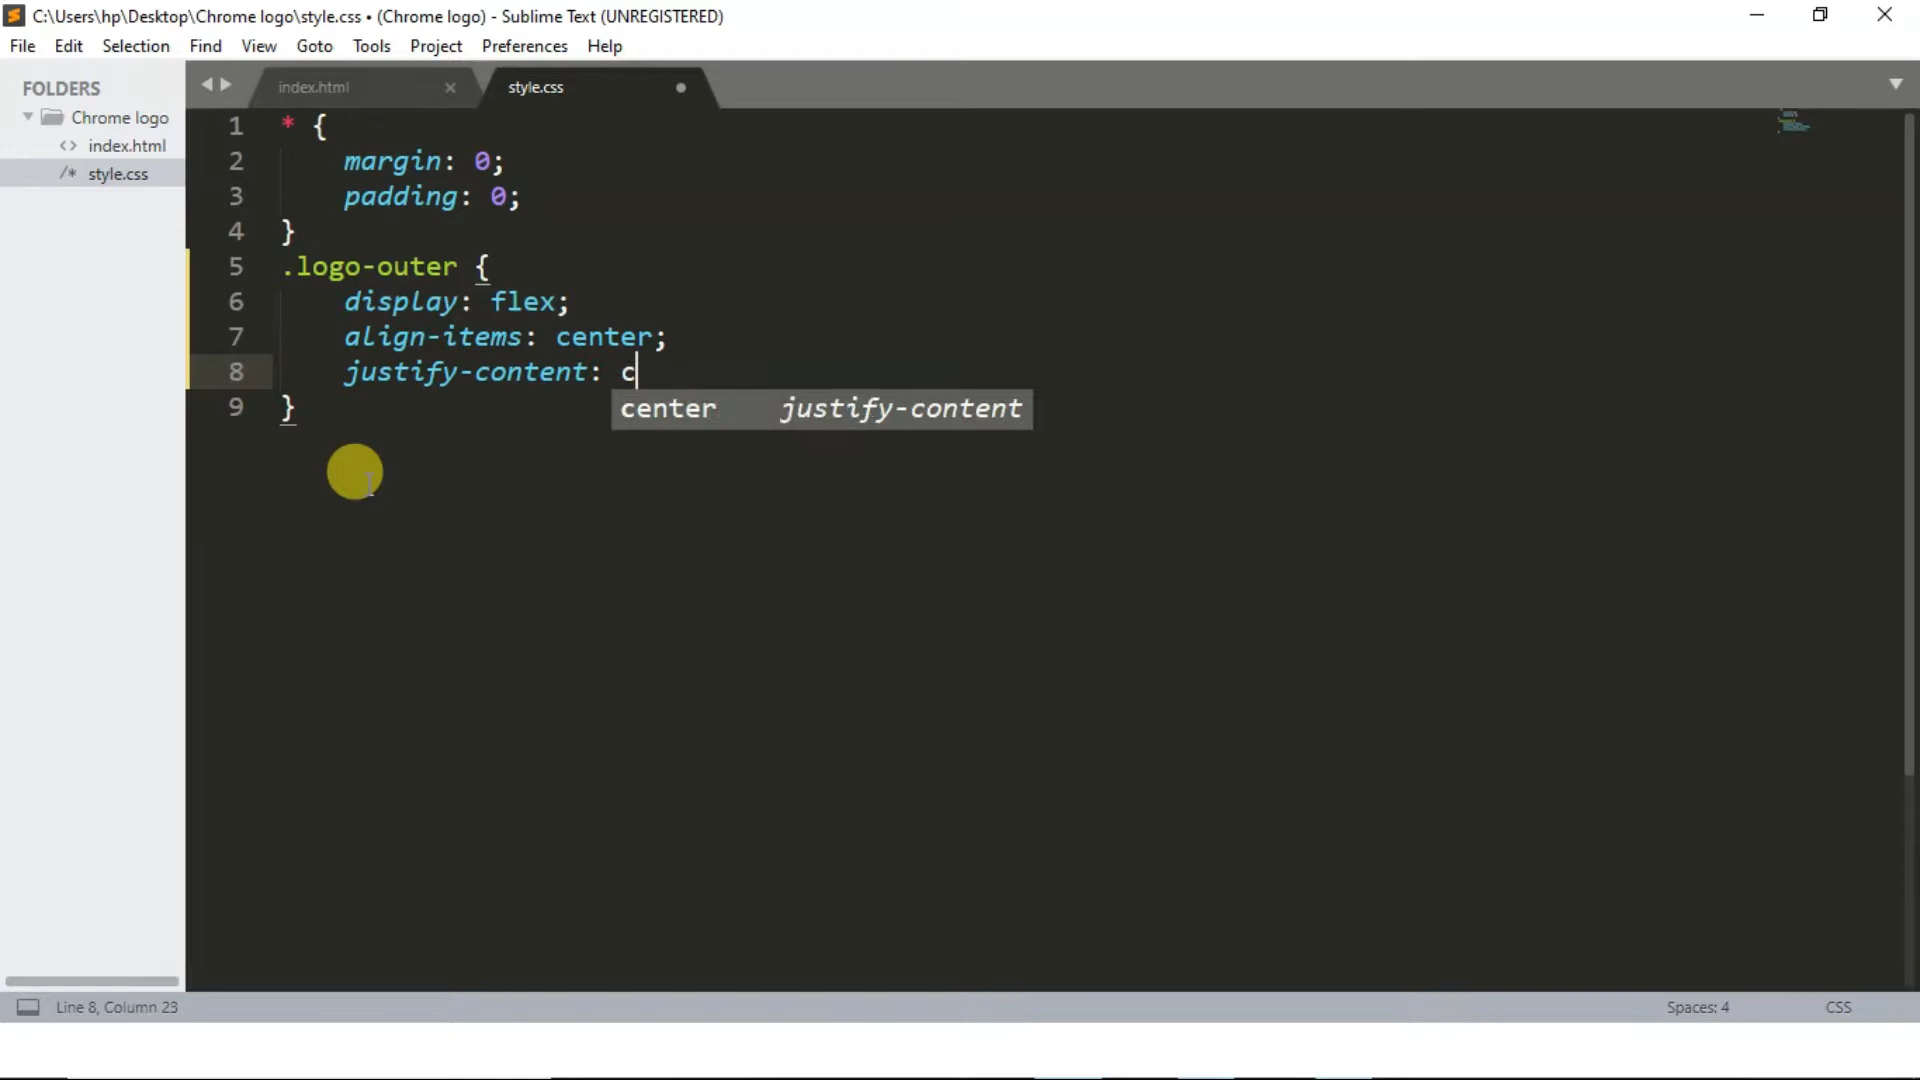 C:\Users\hp\Desktop\Chrome logo\style.css • (Chrome logo) - Sublime Text (UNREGISTERED)
File Edit Selection Find View Goto Tools Project Preferences Help
FOLDERS
Chrome logo
<> index.html
/* style.css
index.html
style.css
1 * {
2 margin: 0;
3 padding: 0;
4 }
5 .logo-outer {
6 display: flex;
7 align-items: center;
8 justify-content: c
9 }
center justify-content
Line 8, Column 23
Spaces: 4
CSS